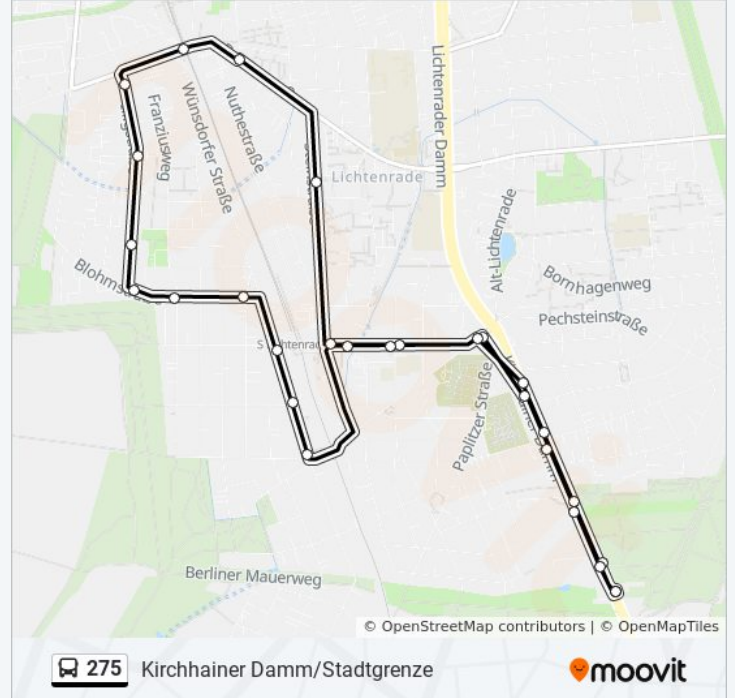 Lichtenrader Damm
Franziusweg
Wünsdorfer Straße
Nuthestraße
Lichtenrade
Alt-Lichtenrade
Bornhagenweg
Pechsteinstraße
Paplitzer Straße
Berliner Mauerweg
© OpenStreetMap contributors | © OpenMapTiles
275 Kirchhainer Damm/Stadtgrenze
moovit